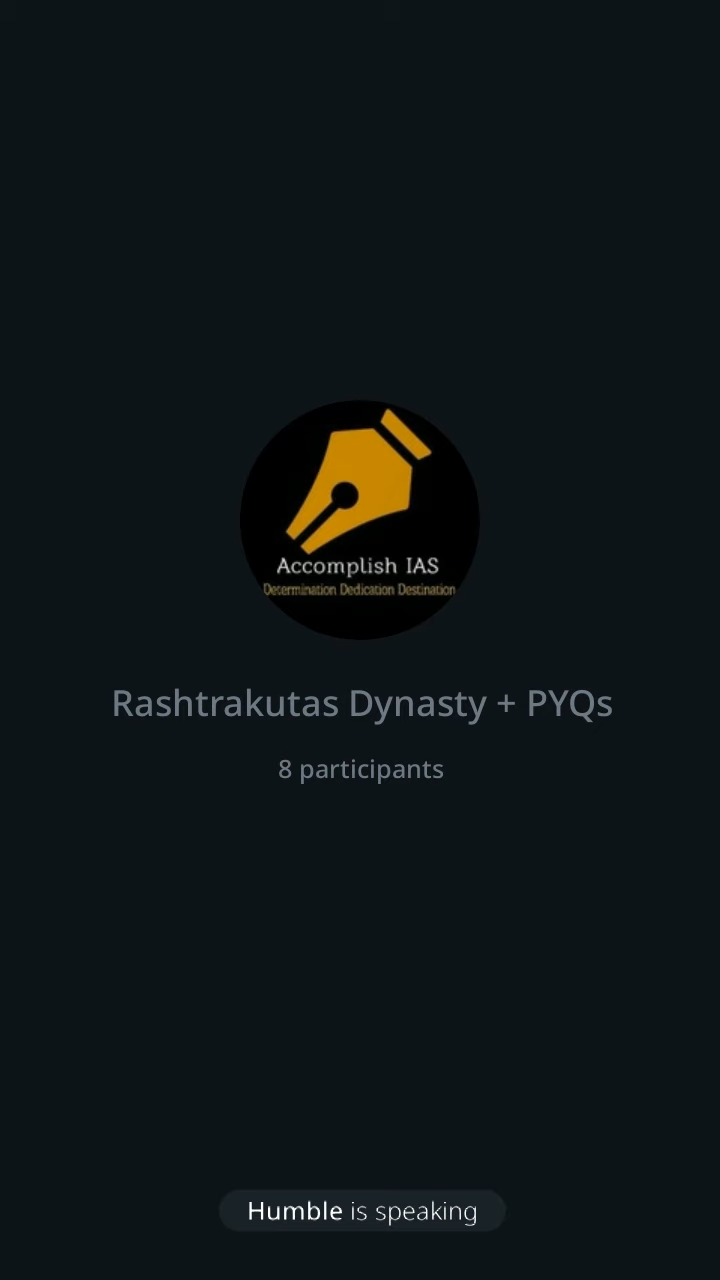 Accomplish IAS
Determination Dedication Destination
Rashtrakutas Dynasty + PYQs
8 participants
Humble is speaking